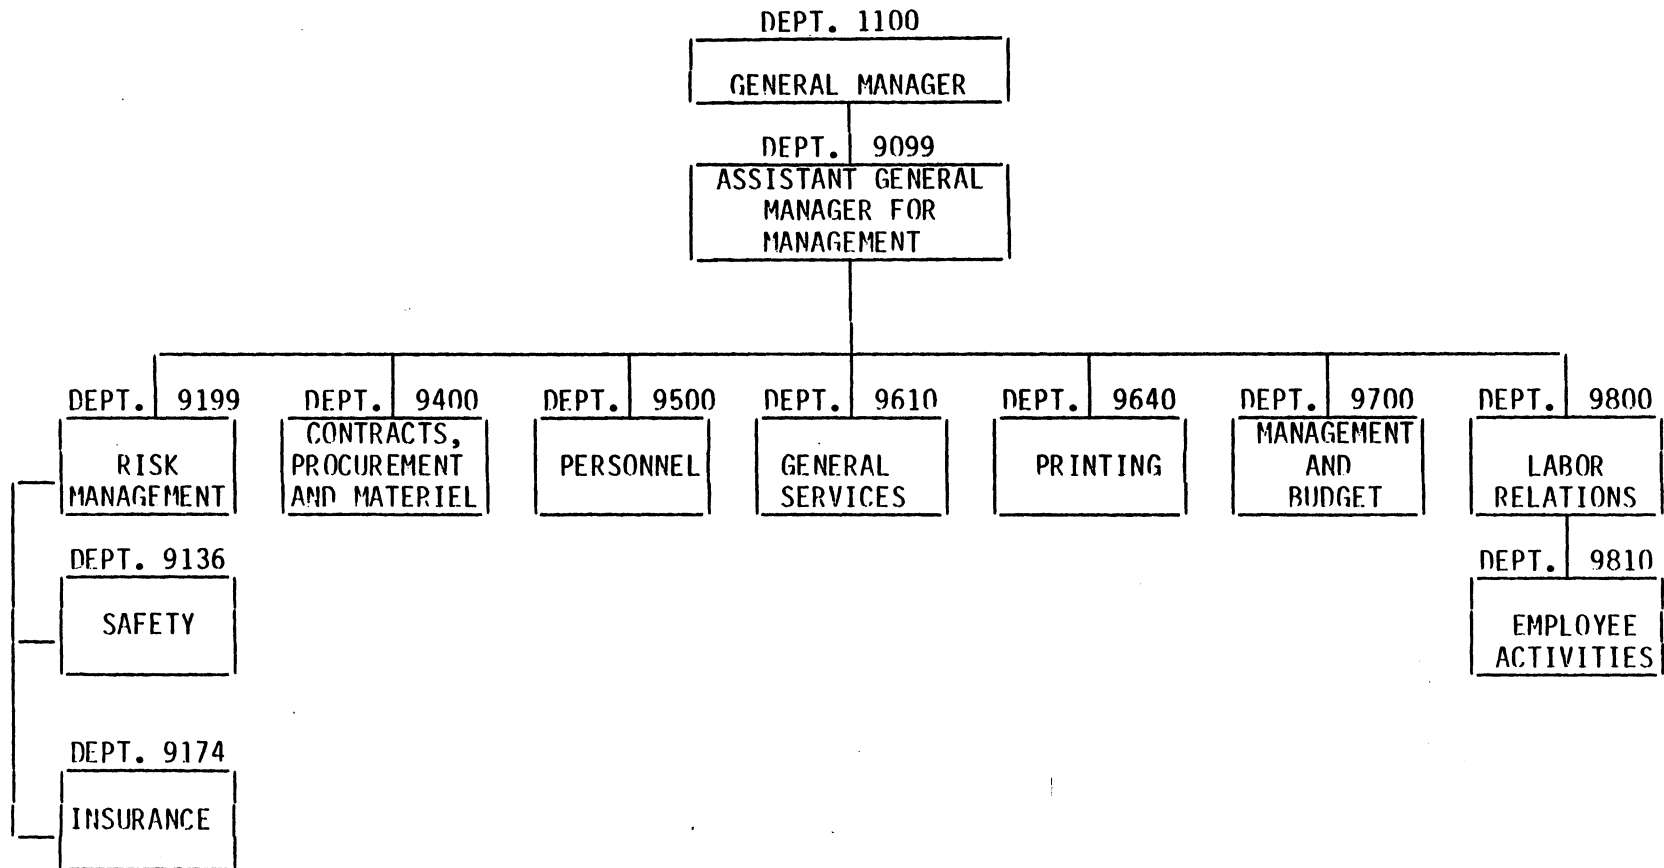 DEPT. 1100
GENERAL MANAGER
DEPT. 9099
ASSISTANT GENERAL
MANAGER FOR
MANAGEMENT
DEPT. 9199
RISK
MANAGEMENT
DEPT. 9400
CONTRACTS,
PROCUREMENT
AND MATERIEL
DEPT. 9500
PERSONNEL
DEPT. 9610
GENERAL
SERVICES
DEPT. 9640
PRINTING
DEPT. 9700
MANAGEMENT
AND
BUDGET
DEPT. 9800
LABOR
RELATIONS
DEPT. 9136
SAFETY
DEPT. 9810
EMPLOYEE
ACTIVITIES
DEPT. 9174
INSURANCE